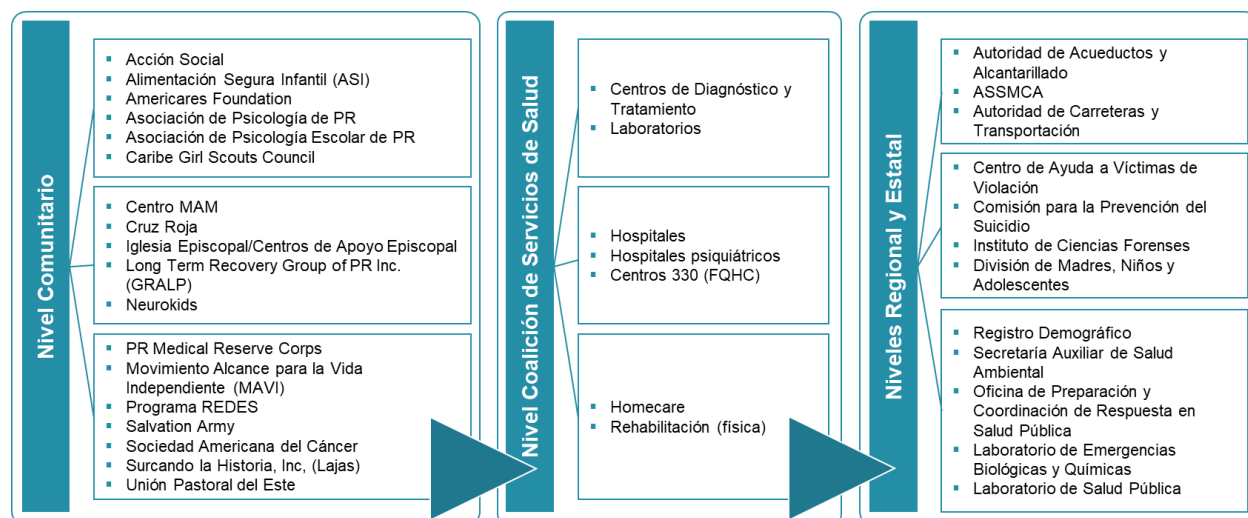 Nivel Comunitario
Acción Social
Alimentación Segura Infantil (ASI)
Americares Foundation
Asociación de Psicología de PR
Asociación de Psicología Escolar de PR
Caribe Girl Scouts Council
Centro MAM
Cruz Roja
Iglesia Episcopal/Centros de Apoyo Episcopal
Long Term Recovery Group of PR Inc.
(GRALP)
Neurokids
PR Medical Reserve Corps
Movimiento Alcance para la Vida
Independiente (MAVI)
Programa REDES
Salvation Army
Sociedad Americana del Cáncer
Surcando la Historia, Inc, (Lajas)
Unión Pastoral del Este
Nivel Coalición de Servicios de Salud
Centros de Diagnóstico y
Tratamiento
Laboratorios
Hospitales
Hospitales psiquiátricos
Centros 330 (FQHC)
Homecare
Rehabilitación (física)
Niveles Regional y Estatal
Autoridad de Acueductos y
Alcantarillado
ASSMCA
Autoridad de Carreteras y
Transportación
Centro de Ayuda a Víctimas de
Violación
Comisión para la Prevención del
Suicidio
Instituto de Ciencias Forenses
División de Madres, Niños y
Adolescentes
Registro Demográfico
Secretaría Auxiliar de Salud
Ambiental
Oficina de Preparación y
Coordinación de Respuesta en
Salud Pública
Laboratorio de Emergencias
Biológicas y Químicas
Laboratorio de Salud Pública